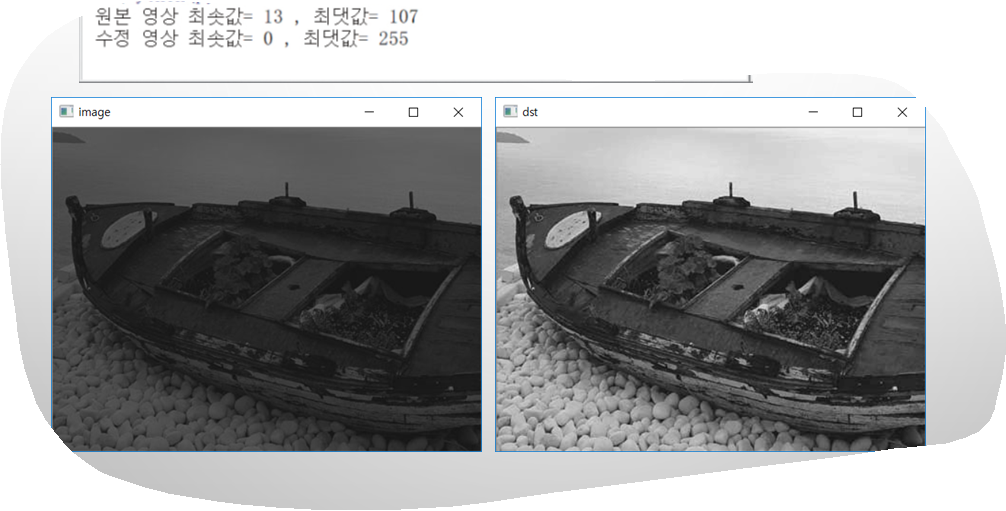 원본 영상 최솟값= 13 , 최댓값= 107
수정 영상 최솟값= 0 , 최댓값= 255
image
dst